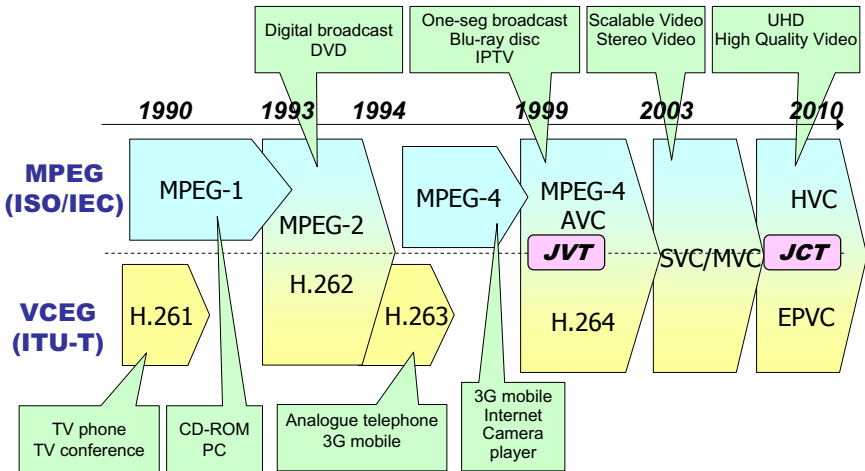 Digital broadcast
DVD
One-seg broadcast
Blu-ray disc
IPTV
Scalable Video
Stereo Video
UHD
High Quality Video
1990
1993
1994
1999
2003
2010
MPEG
(ISO/IEC)
MPEG-1
MPEG-2
MPEG-4
MPEG-4
AVC
HVC
JVT
SVC/MVC
JCT
VCEG
(ITU-T)
H.261
H.262
H.263
H.264
EPVC
TV phone
TV conference
CD-ROM
PC
Analogue telephone
3G mobile
3G mobile
Internet
Camera
player